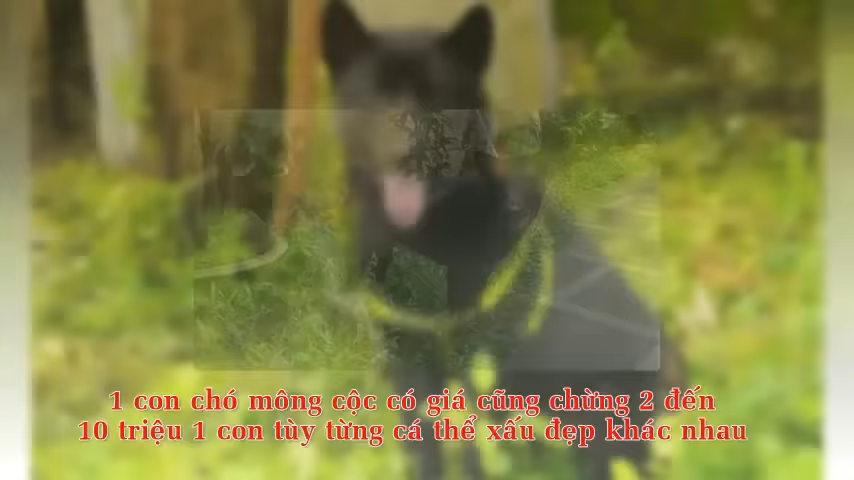 1 con chó mông cộc có giá cũng chừng 2 đến
10 triệu 1 con tùy từng cá thể xấu đẹp khác nhau